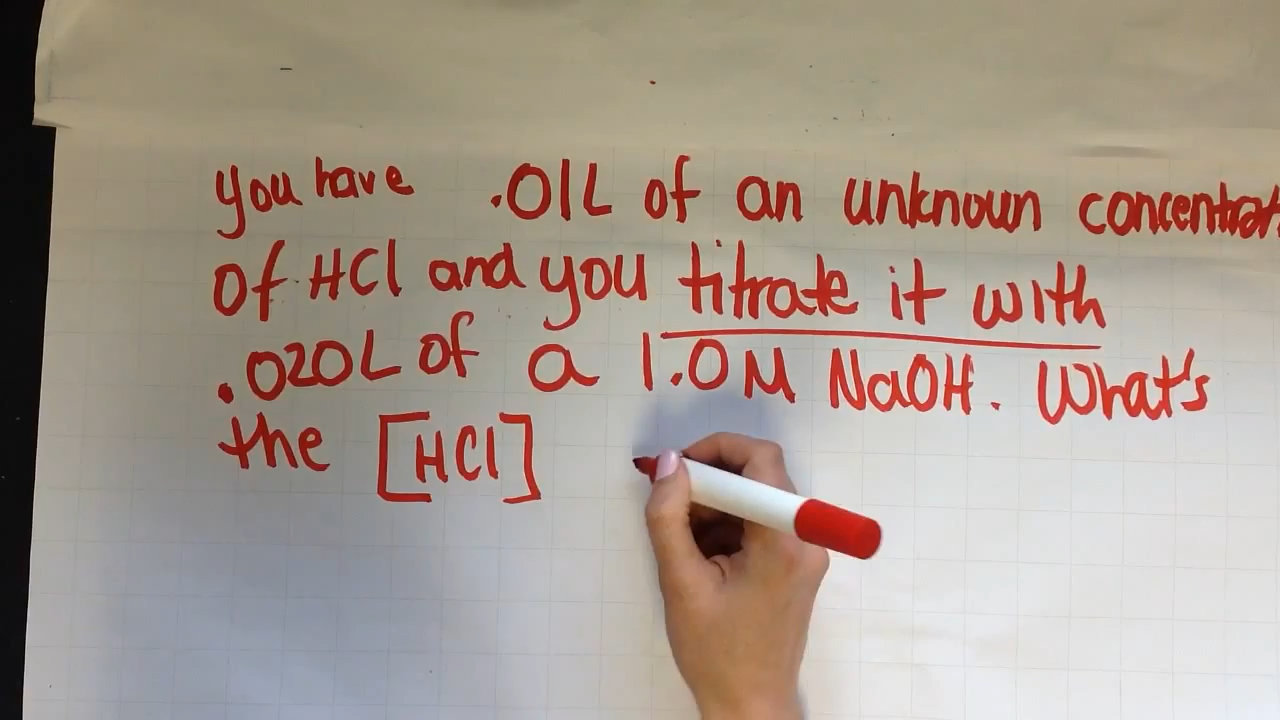 you have .01L of an unknown concentrat
of HCl and you titrate it with
.020L of a 1.0M NaOH. What's
the [HCl]